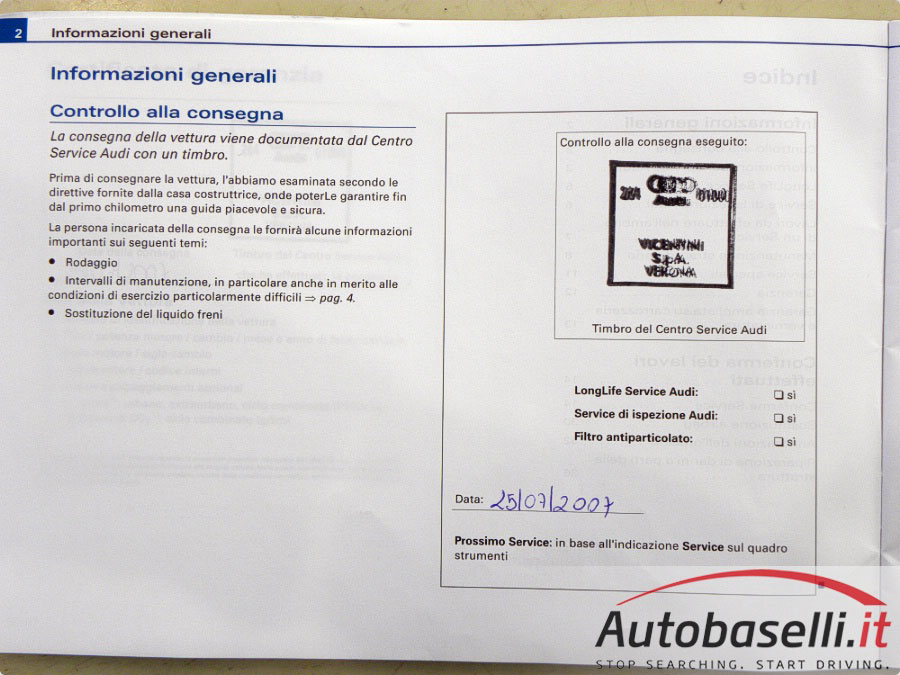 2 Informazioni generali
Informazioni generali
Controllo alla consegna
La consegna della vettura viene documentata dal Centro
Service Audi con un timbro.
Prima di consegnare la vettura, l'abbiamo esaminata secondo le
direttive fornite dalla casa costruttrice, onde poterLe garantire fin
dal primo chilometro una guida piacevole e sicura.
La persona incaricata della consegna le fornirà alcune informazioni
importanti sui seguenti temi:
• Rodaggio
• Intervalli di manutenzione, in particolare anche in merito alle
condizioni di esercizio particolarmente difficili ⇒ pag. 4.
• Sostituzione del liquido freni
Controllo alla consegna eseguito:
Audi
VICENTINI
S.p.A.
VERONA
Timbro del Centro Service Audi
LongLife Service Audi: ❏ sì
Service di ispezione Audi: ❏ sì
Filtro antiparticolato: ❏ sì
Data: 25/07/2007
Prossimo Service: in base all'indicazione Service sul quadro
strumenti
Autobaselli.it
STOP SEARCHING. START DRIVING.